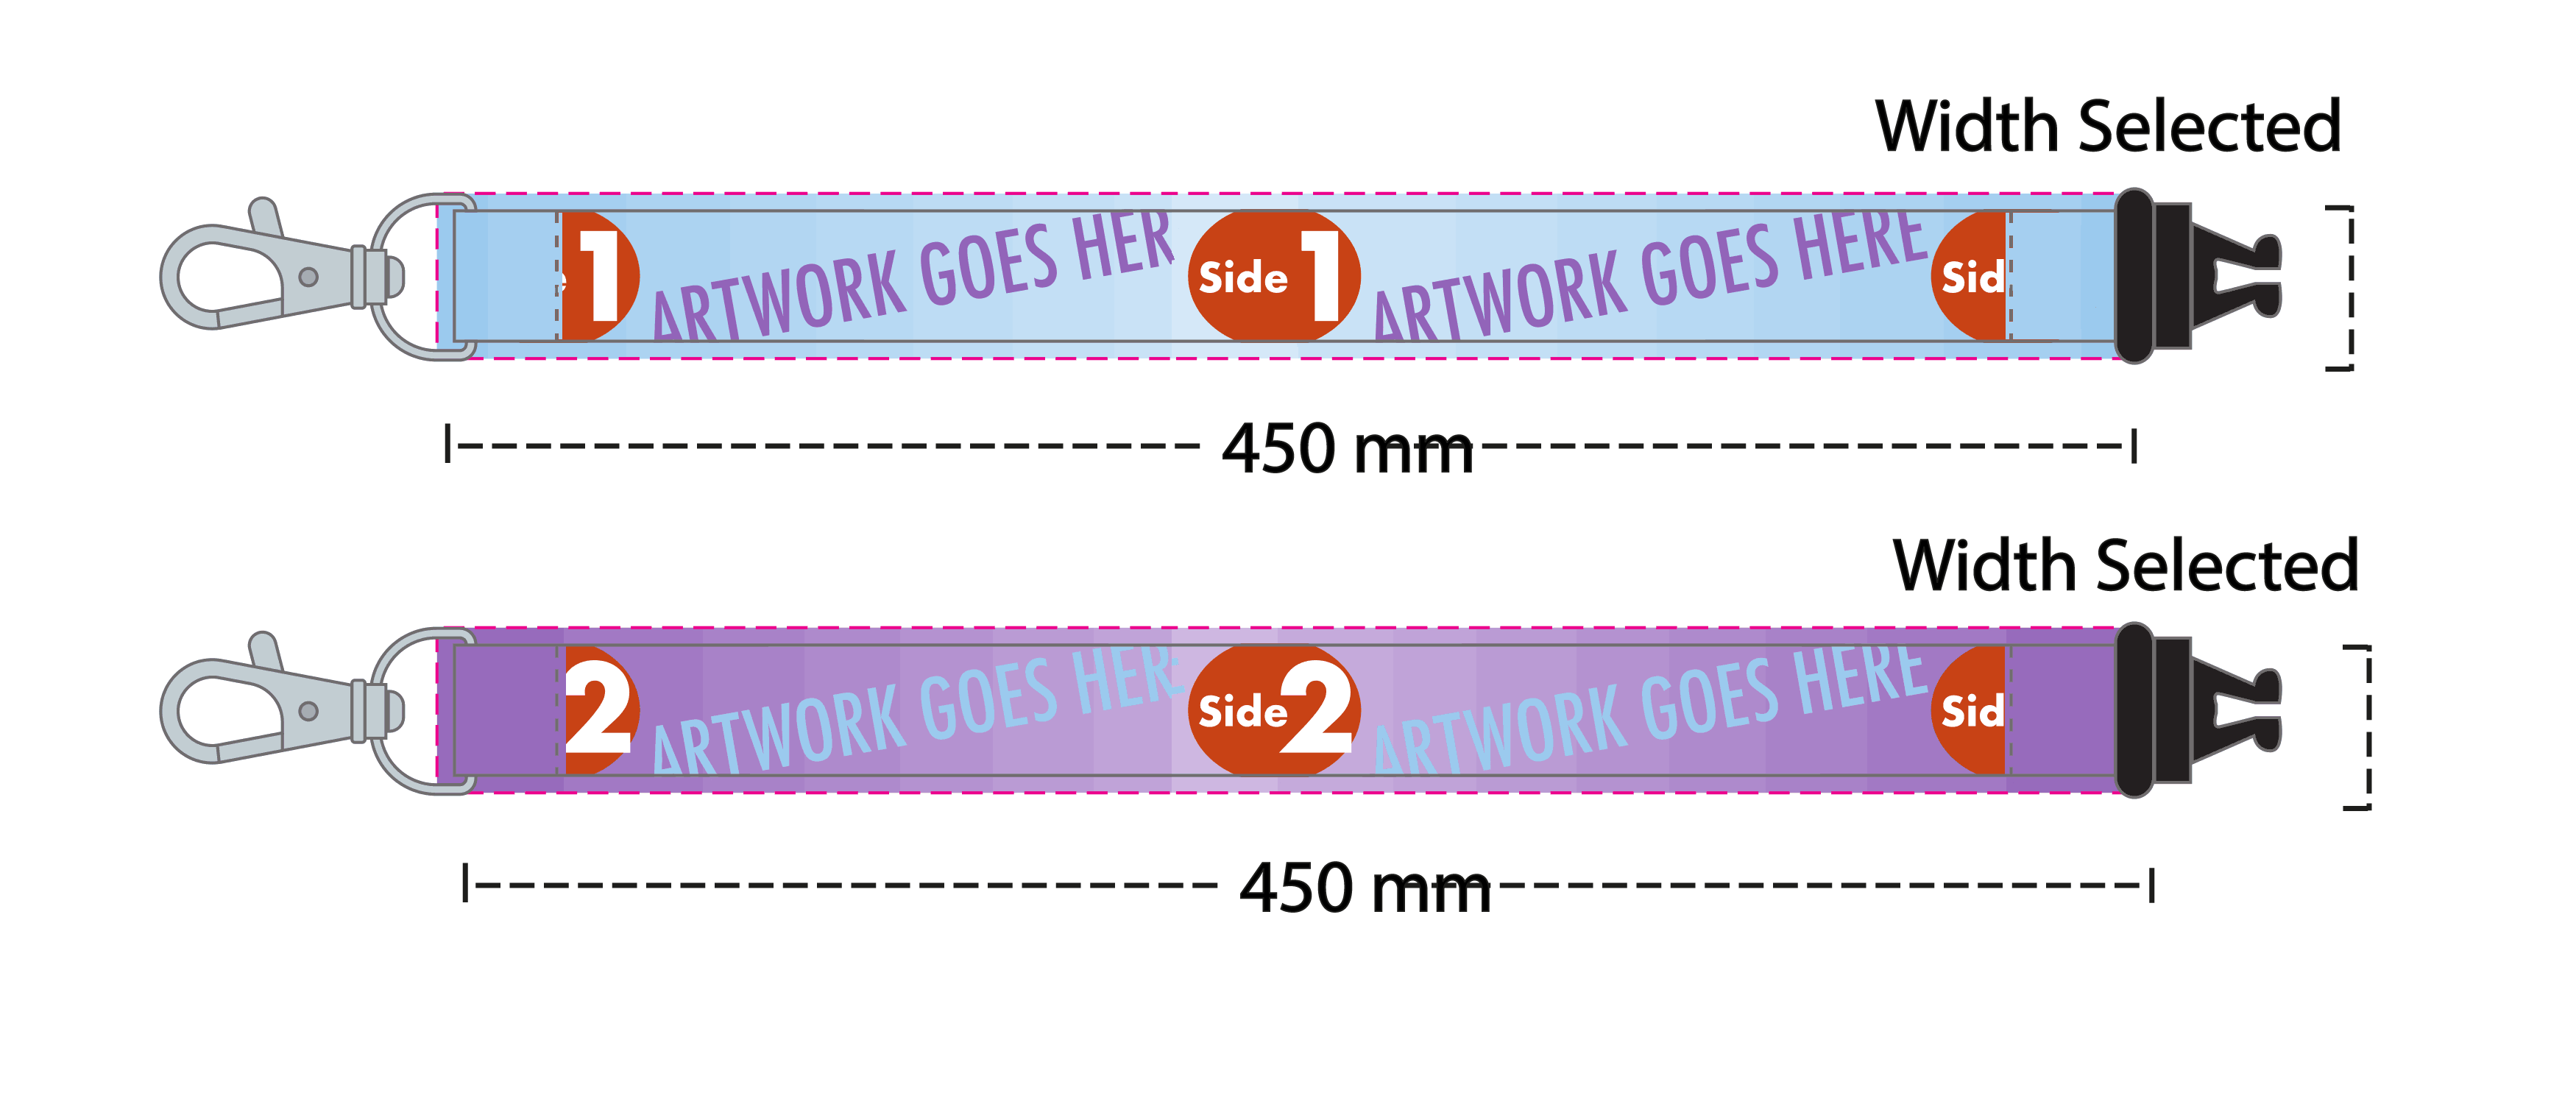 Width Selected
1 ARTWORK GOES HER Side 1 ARTWORK GOES HERE Sid
450 mm
Width Selected
2 ARTWORK GOES HER Side 2 ARTWORK GOES HERE Sid
450 mm